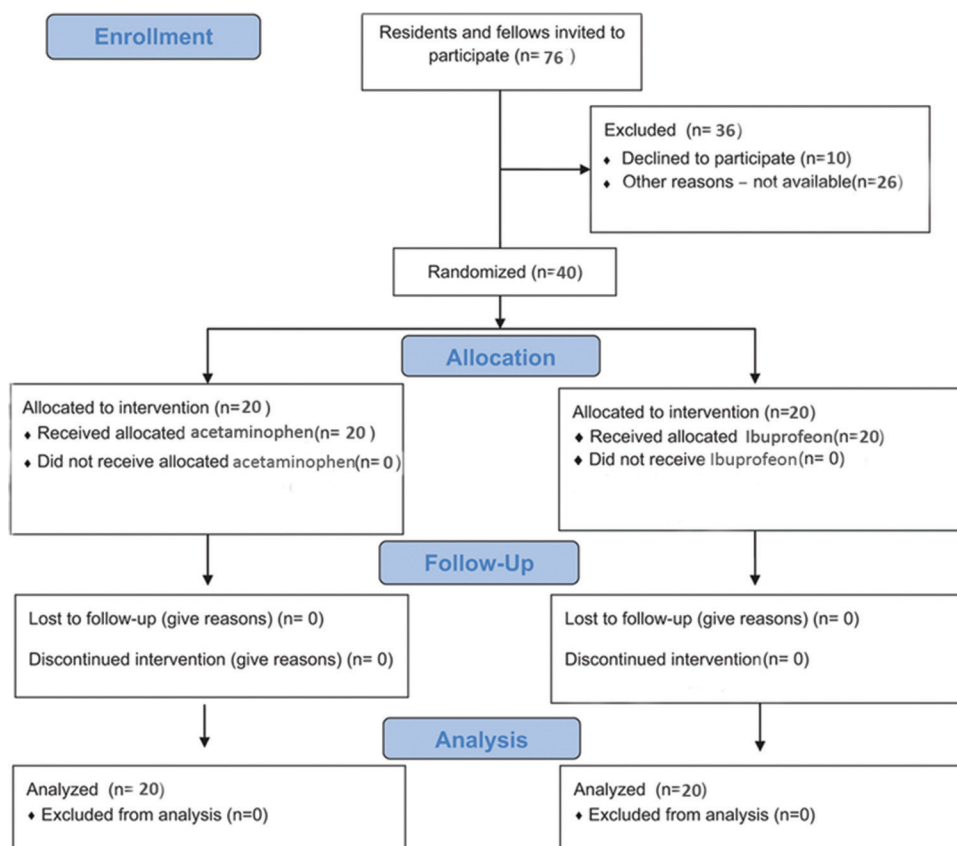 Enrollment
Residents and fellows invited to
participate (n= 76 )
Excluded (n= 36)
♦ Declined to participate (n=10)
♦ Other reasons – not available(n=26)
Randomized (n=40)
Allocation
Allocated to intervention (n=20 )
♦ Received allocated acetaminophen(n= 20)
♦ Did not receive allocated acetaminophen(n= 0)
Allocated to intervention (n=20)
♦ Received allocated Ibuprofeon(n=20)
♦ Did not receive Ibuprofeon(n= 0)
Follow-Up
Lost to follow-up (give reasons) (n= 0)
Discontinued intervention (give reasons) (n= 0)
Lost to follow-up (give reasons) (n= 0)
Discontinued intervention(n= 0)
Analysis
Analyzed (n= 20)
♦ Excluded from analysis (n=0)
Analyzed (n=20)
♦ Excluded from analysis (n=0)